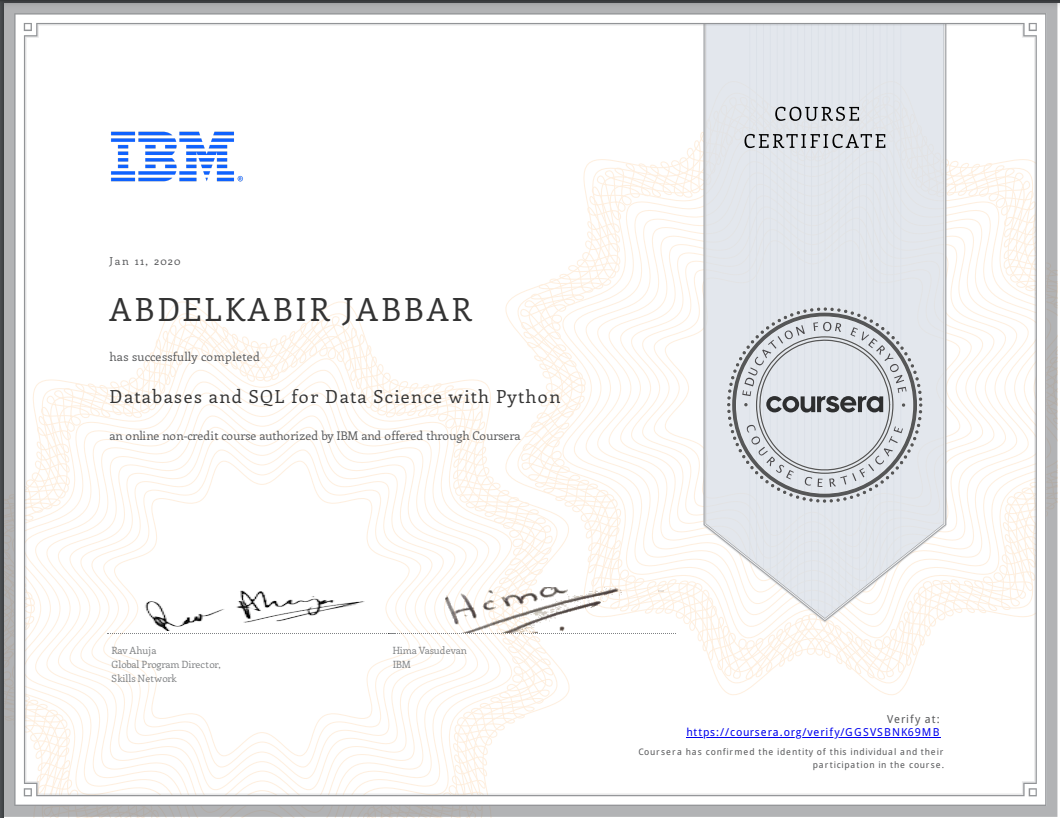 COURSE
CERTIFICATE
IBM®
Jan 11, 2020
ABDELKABIR JABBAR
has successfully completed
Databases and SQL for Data Science with Python
an online non-credit course authorized by IBM and offered through Coursera
EDUCATION FOR EVERYONE
coursera
COURSE CERTIFICATE
Rav Ahuja
Hima
Rav Ahuja
Global Program Director,
Skills Network
Hima Vasudevan
IBM
Verify at:
https://coursera.org/verify/GGSVSBNK69MB
Coursera has confirmed the identity of this individual and their
participation in the course.